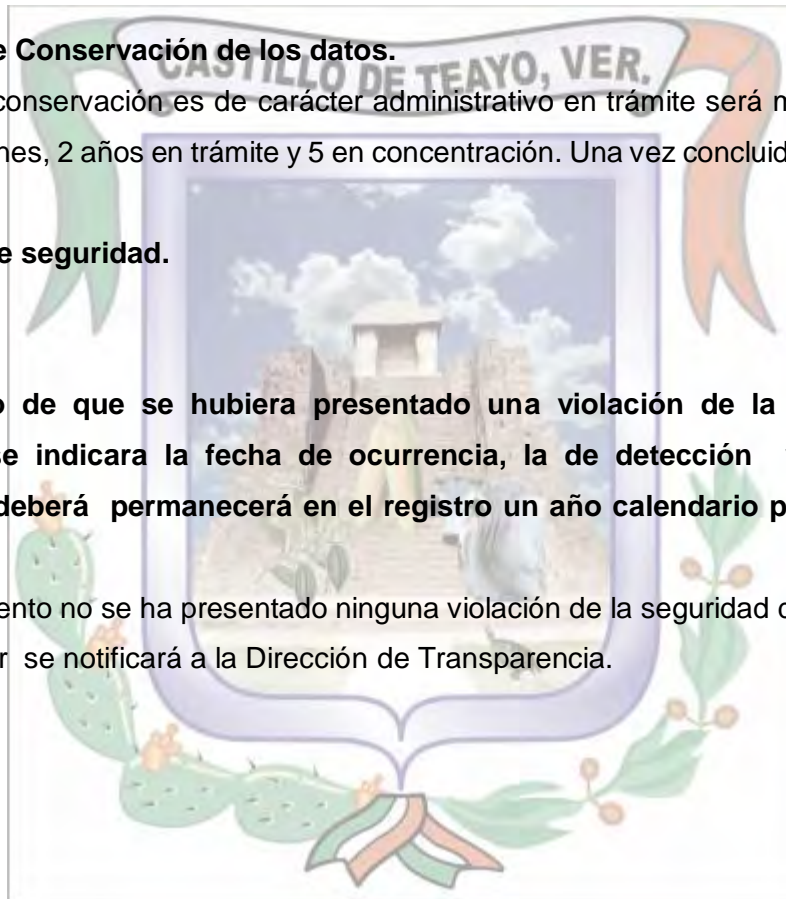 e Conservación de los datos.
CASTILLO DE TEAYO, VER.
conservación es de carácter administrativo en trámite será
nes, 2 años en trámite y 5 en concentración. Una vez concluid
e seguridad.
o de que se hubiera presentado una violación de la
se indicara la fecha de ocurrencia, la de detección
deberá permanecerá en el registro un año calendario p
ento no se ha presentado ninguna violación de la seguridad
r se notificará a la Dirección de Transparencia.